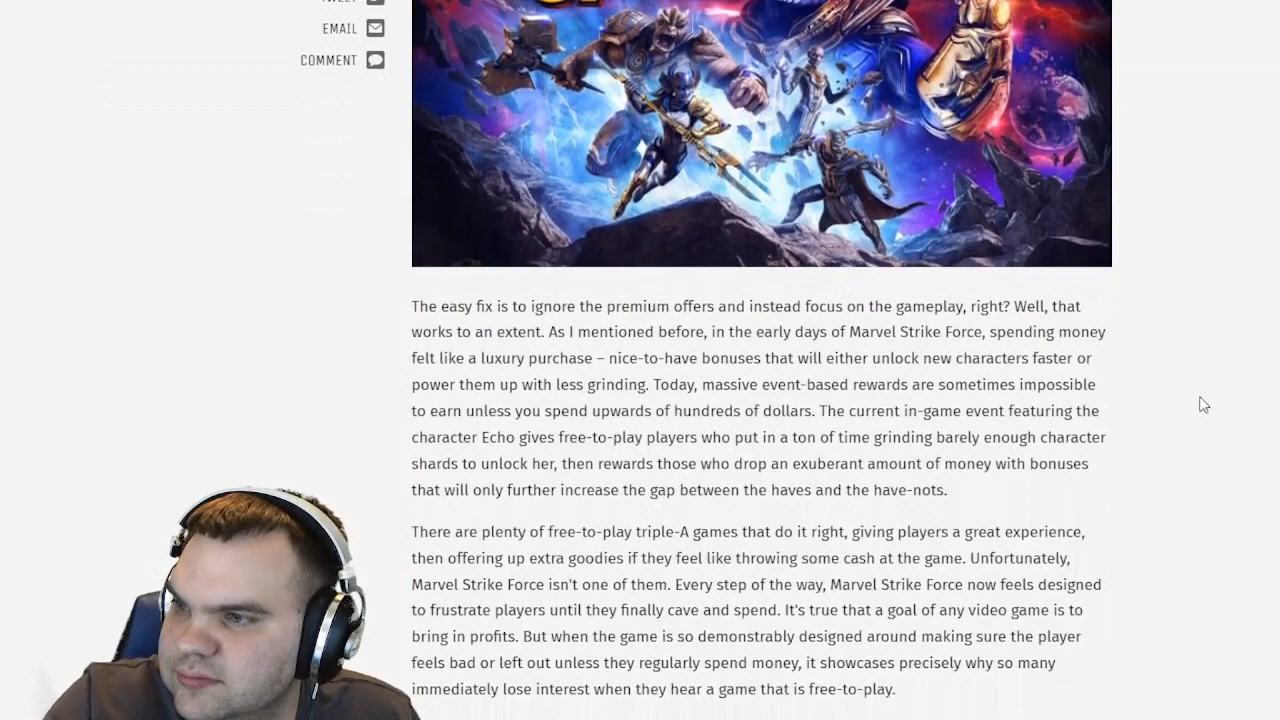 EMAIL
COMMENT
The easy fix is to ignore the premium offers and instead focus on the gameplay, right? Well, that
works to an extent. As I mentioned before, in the early days of Marvel Strike Force, spending money
felt like a luxury purchase – nice-to-have bonuses that will either unlock new characters faster or
power them up with less grinding. Today, massive event-based rewards are sometimes impossible
to earn unless you spend upwards of hundreds of dollars. The current in-game event featuring the
character Echo gives free-to-play players who put in a ton of time grinding barely enough character
shards to unlock her, then rewards those who drop an exuberant amount of money with bonuses
that will only further increase the gap between the haves and the have-nots.
There are plenty of free-to-play triple-A games that do it right, giving players a great experience,
then offering up extra goodies if they feel like throwing some cash at the game. Unfortunately,
Marvel Strike Force isn't one of them. Every step of the way, Marvel Strike Force now feels designed
to frustrate players until they finally cave and spend. It's true that a goal of any video game is to
bring in profits. But when the game is so demonstrably designed around making sure the player
feels bad or left out unless they regularly spend money, it showcases precisely why so many
immediately lose interest when they hear a game that is free-to-play.